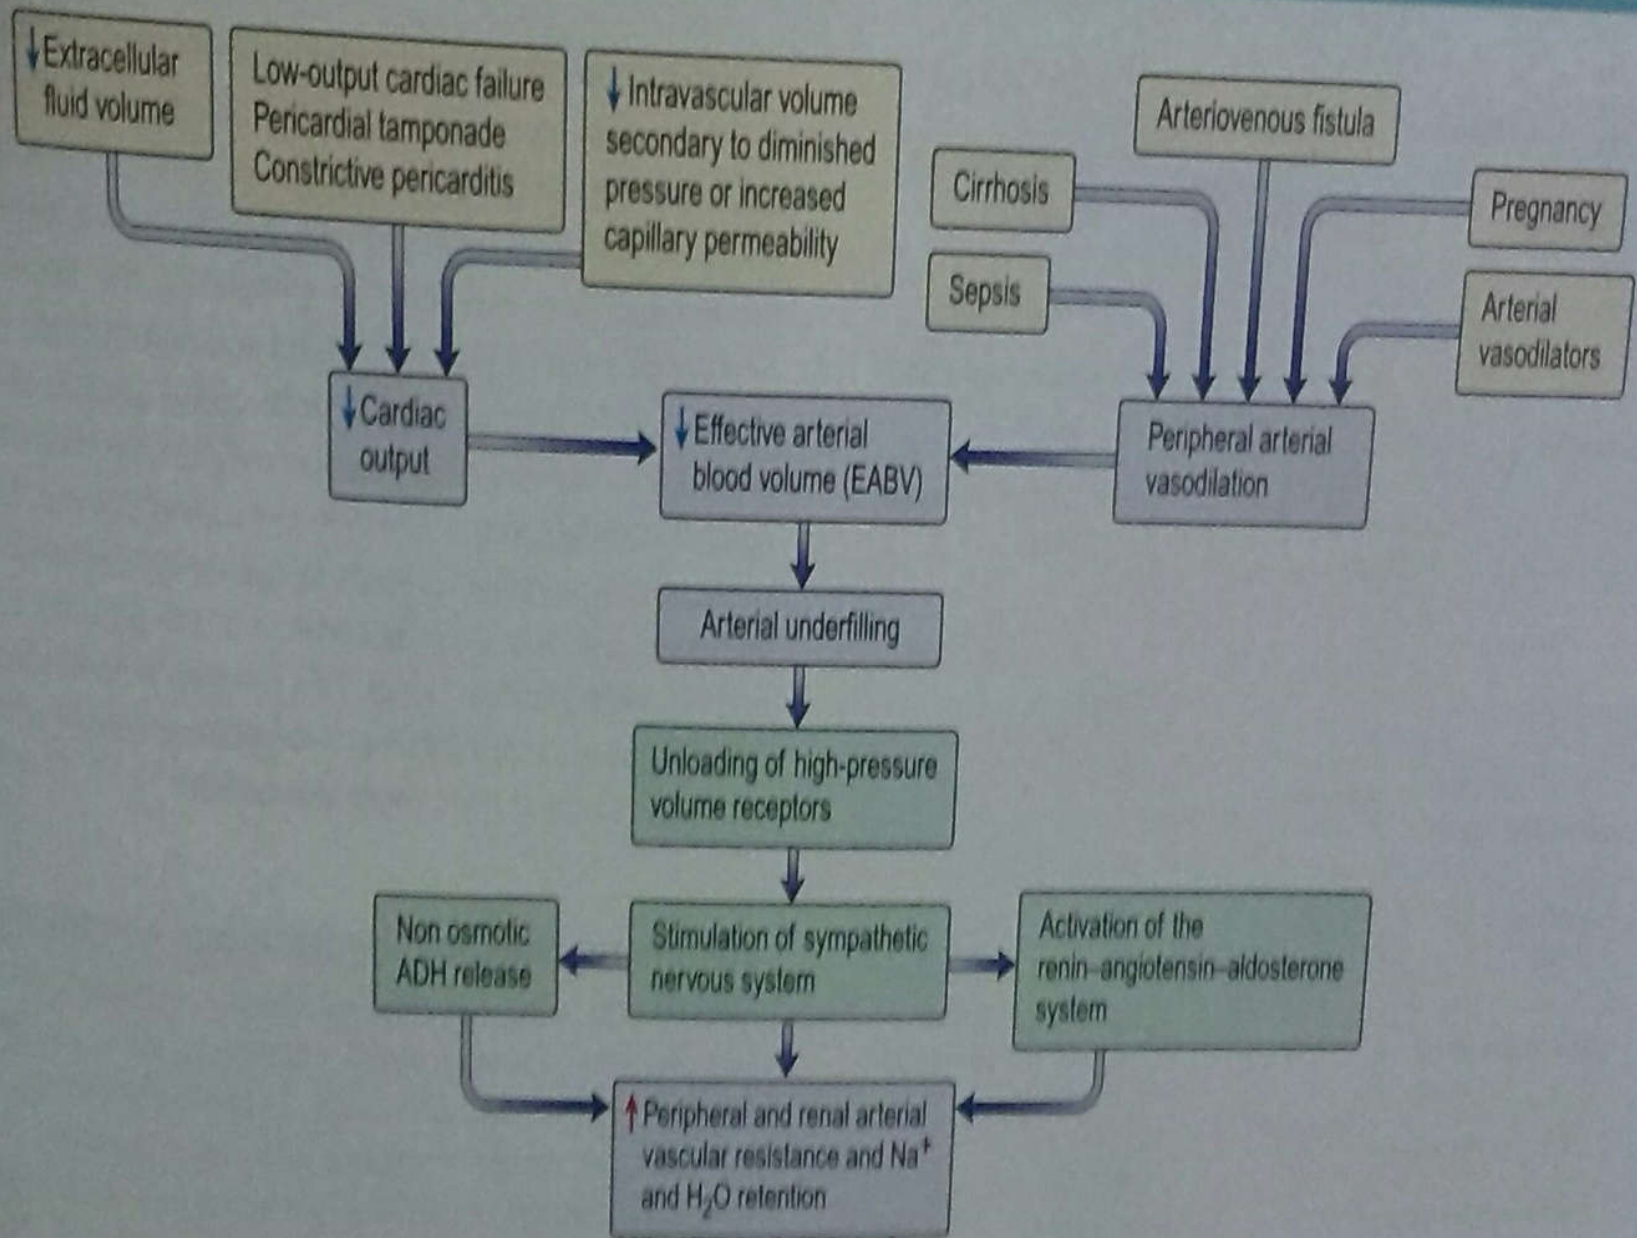 ↓Extracellular
fluid volume
Low-output cardiac failure
Pericardial tamponade
Constrictive pericarditis
↓Intravascular volume
secondary to diminished
pressure or increased
capillary permeability
Cirrhosis
Sepsis
Arteriovenous fistula
Pregnancy
Arterial
vasodilators
↓Cardiac
output
↓Effective arterial
blood volume (EABV)
Peripheral arterial
vasodilation
Arterial underfilling
Unloading of high-pressure
volume receptors
Non osmotic
ADH release
Stimulation of sympathetic
nervous system
Activation of the
renin–angiotensin–aldosterone
system
↑Peripheral and renal arterial
vascular resistance and Na⁺
and H₂O retention